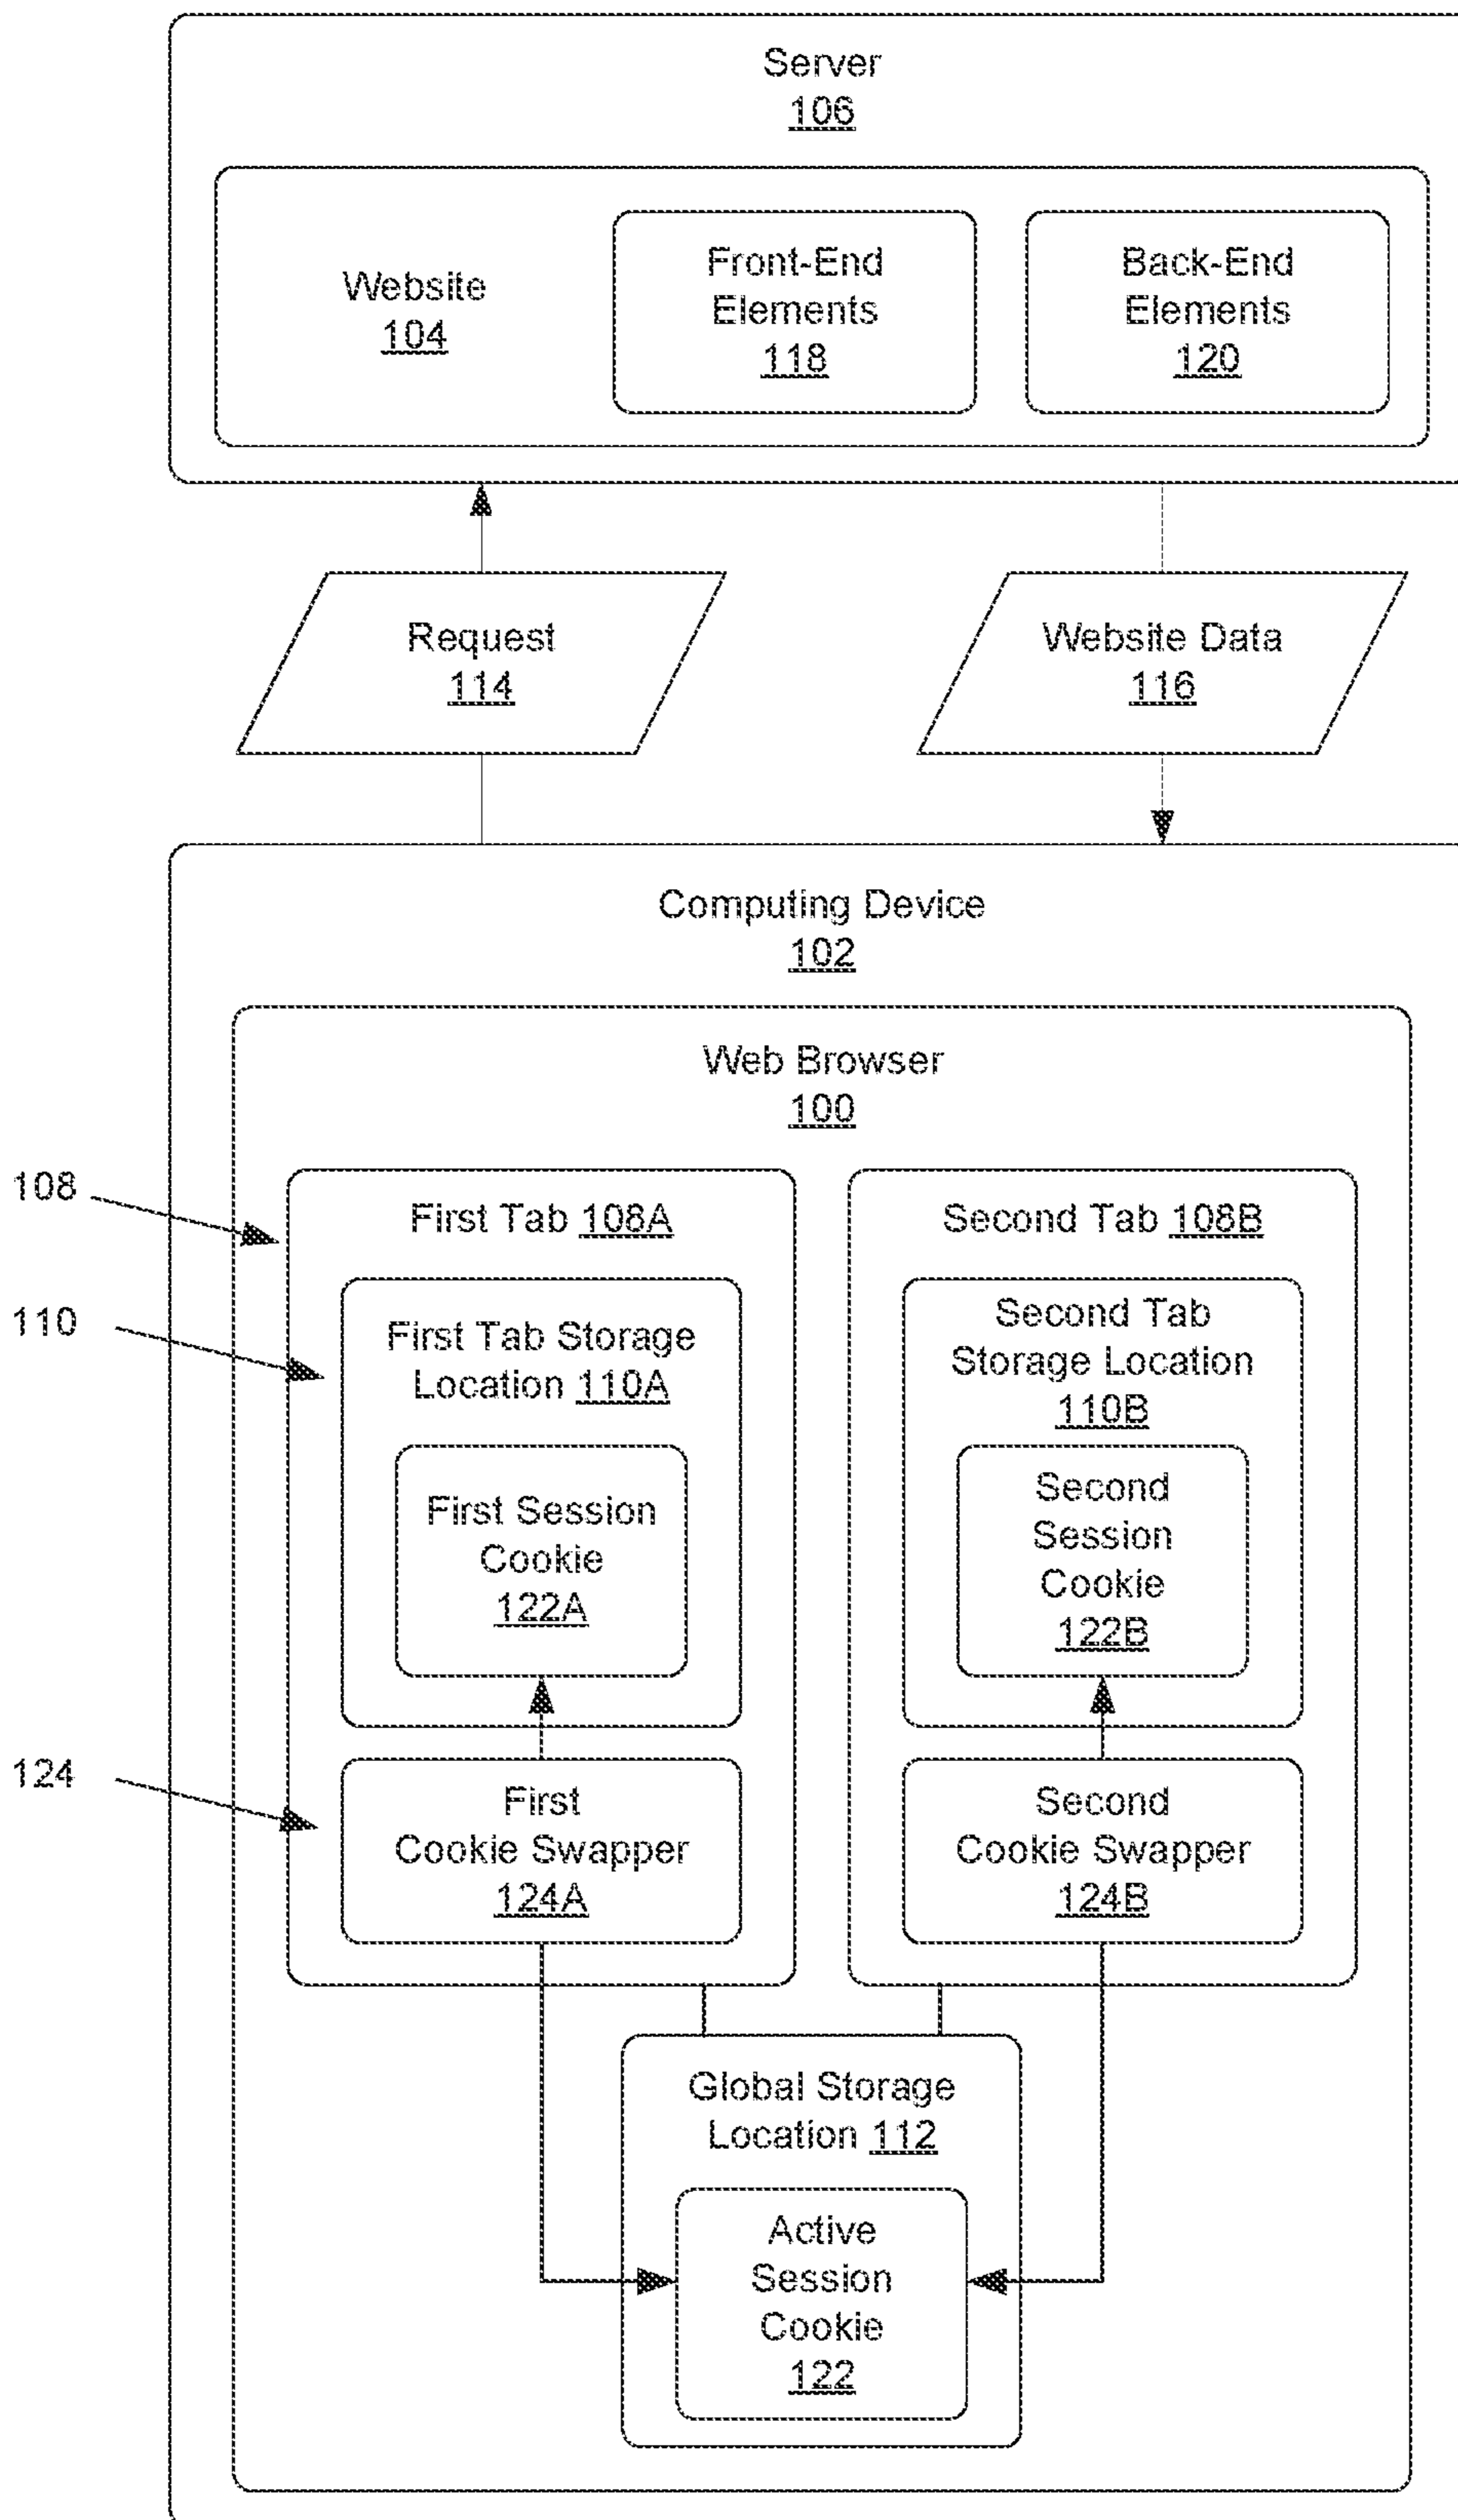 Server
106
Website
104
Front-End
Elements
118
Back-End
Elements
120
Request
114
Website Data
116
Computing Device
102
Web Browser
100
108
First Tab 108A
Second Tab 108B
110
First Tab Storage
Location 110A
Second Tab
Storage Location
110B
First Session
Cookie
122A
Second
Session
Cookie
122B
124
First
Cookie Swapper
124A
Second
Cookie Swapper
124B
Global Storage
Location 112
Active
Session
Cookie
122